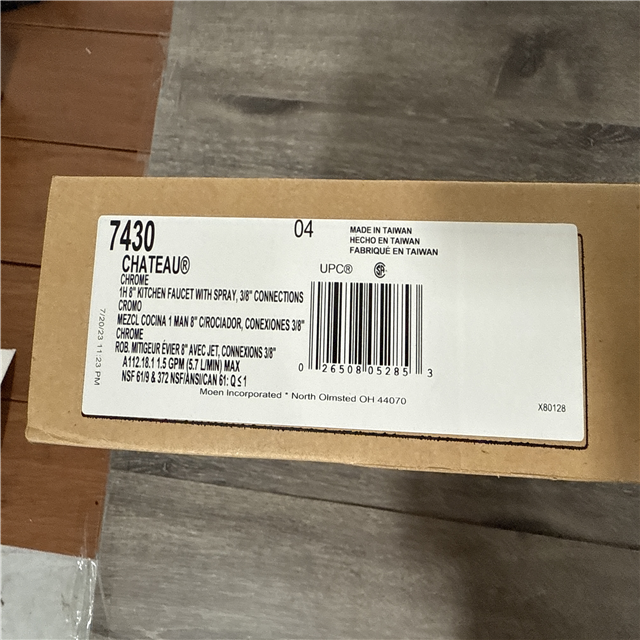 7430
04
MADE IN TAIWAN
HECHO EN TAIWAN
FABRIQUÉ EN TAIWAN
CHATEAU®
CHROME
1H 8" KITCHEN FAUCET WITH SPRAY, 3/8" CONNECTIONS
CROMO
MEZCL COCINA 1 MAN 8" C/ROCIADOR, CONEXIONES 3/8"
CHROME
ROB. MITIGEUR ÉVIER 8" AVEC JET, CONNEXIONS 3/8"
A112.18.1 1.5 GPM (5.7 L/MIN) MAX
NSF 61/9 & 372 NSF/ANSI/CAN 61: Q ≤ 1
UPC®
0 26508 05285 3
Moen Incorporated * North Olmsted OH 44070
X80128
7/20/23 11:23 PM